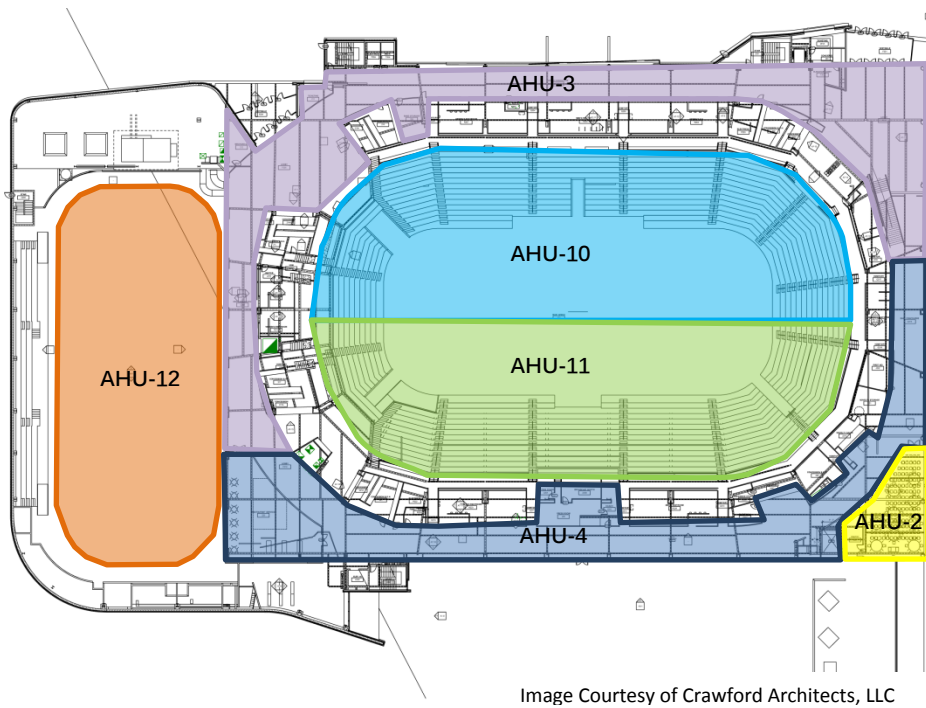 AHU-3
AHU-10
AHU-11
AHU-12
AHU-2
AHU-4
Image Courtesy of Crawford Architects, LLC